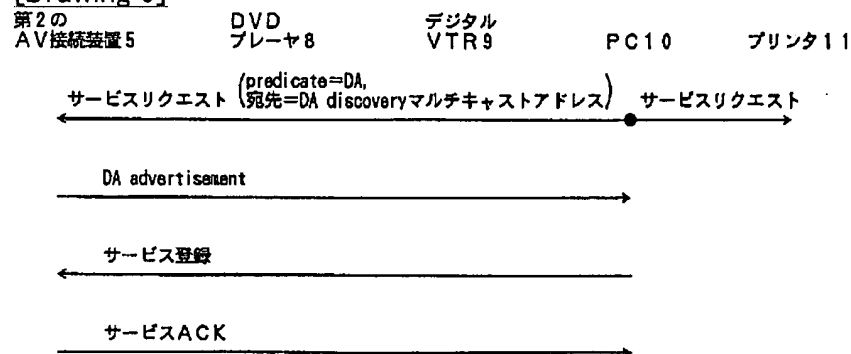 第2の DVD デジタル
AV接続装置5 プレーヤ8 VTR9 PC10 プリンタ11
(predicate=DA,
サービスリクエスト 宛先=DA discoveryマルチキャストアドレス) サービスリクエスト
DA advertisement
サービス登録
サービスACK